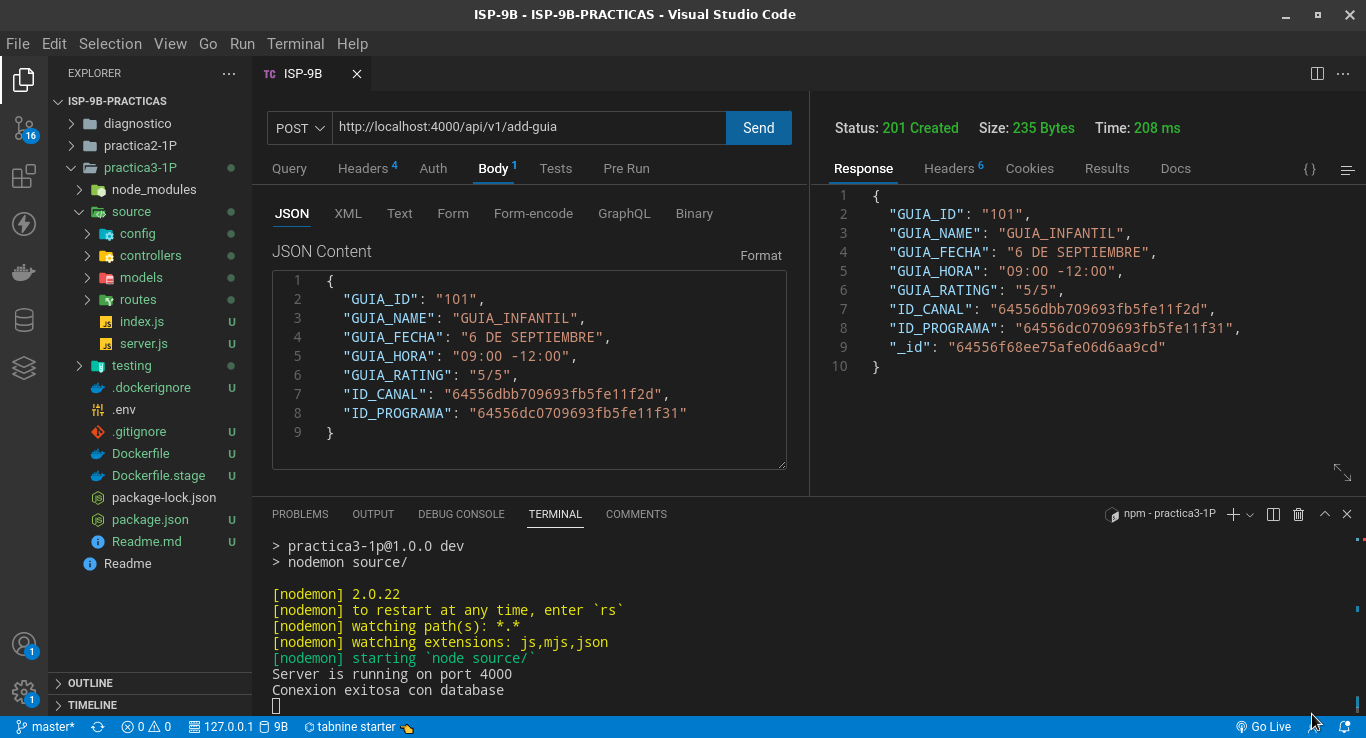 ISP-9B - ISP-9B-PRACTICAS - Visual Studio Code
File Edit Selection View Go Run Terminal Help
EXPLORER
ISP-9B-PRACTICAS
diagnostico
practica2-1P
practica3-1P
node_modules
source
config
controllers
models
routes
index.js U
server.js U
testing
.dockerignore U
.env
.gitignore U
Dockerfile U
Dockerfile.stage U
package-lock.json
package.json U
Readme.md U
Readme
OUTLINE
TIMELINE
16
1
1
TC ISP-9B
POST http://localhost:4000/api/v1/add-guia Send
Query Headers 4 Auth Body 1 Tests Pre Run
JSON XML Text Form Form-encode GraphQL Binary
JSON Content Format
1 {
2 "GUIA_ID": "101",
3 "GUIA_NAME": "GUIA_INFANTIL",
4 "GUIA_FECHA": "6 DE SEPTIEMBRE",
5 "GUIA_HORA": "09:00 -12:00",
6 "GUIA_RATING": "5/5",
7 "ID_CANAL": "64556dbb709693fb5fe11f2d",
8 "ID_PROGRAMA": "64556dc0709693fb5fe11f31"
9 }
Status: 201 Created Size: 235 Bytes Time: 208 ms
Response Headers 6 Cookies Results Docs { }
1 {
2 "GUIA_ID": "101",
3 "GUIA_NAME": "GUIA_INFANTIL",
4 "GUIA_FECHA": "6 DE SEPTIEMBRE",
5 "GUIA_HORA": "09:00 -12:00",
6 "GUIA_RATING": "5/5",
7 "ID_CANAL": "64556dbb709693fb5fe11f2d",
8 "ID_PROGRAMA": "64556dc0709693fb5fe11f31",
9 "_id": "64556f68ee75afe06d6aa9cd"
10 }
PROBLEMS OUTPUT DEBUG CONSOLE TERMINAL COMMENTS
npm - practica3-1P
> practica3-1p@1.0.0 dev
> nodemon source/
[nodemon] 2.0.22
[nodemon] to restart at any time, enter `rs`
[nodemon] watching path(s): *.*
[nodemon] watching extensions: js,mjs,json
[nodemon] starting `node source/`
Server is running on port 4000
Conexion exitosa con database
master* 0 0 127.0.0.1 9B tabnine starter Go Live